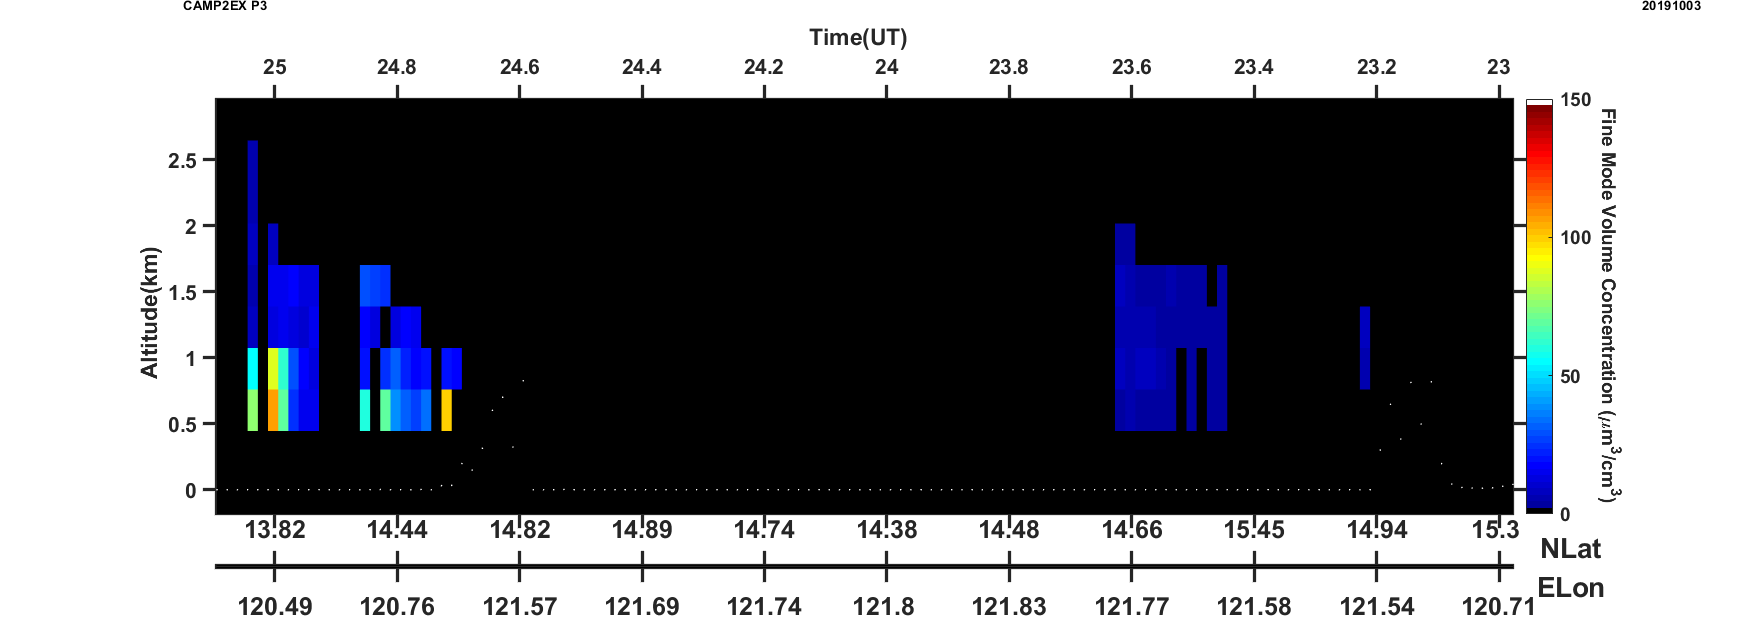 CAMP2EX P3
20191003
Time(UT)
25 24.8 24.6 24.4 24.2 24 23.8 23.6 23.4 23.2 23
Altitude(km)
2.5
2
1.5
1
0.5
0
150
100
50
0
Fine Mode Volume Concentration (μm³/cm³)
13.82 14.44 14.82 14.89 14.74 14.38 14.48 14.66 15.45 14.94 15.3
NLat
ELon
120.49 120.76 121.57 121.69 121.74 121.8 121.83 121.77 121.58 121.54 120.71